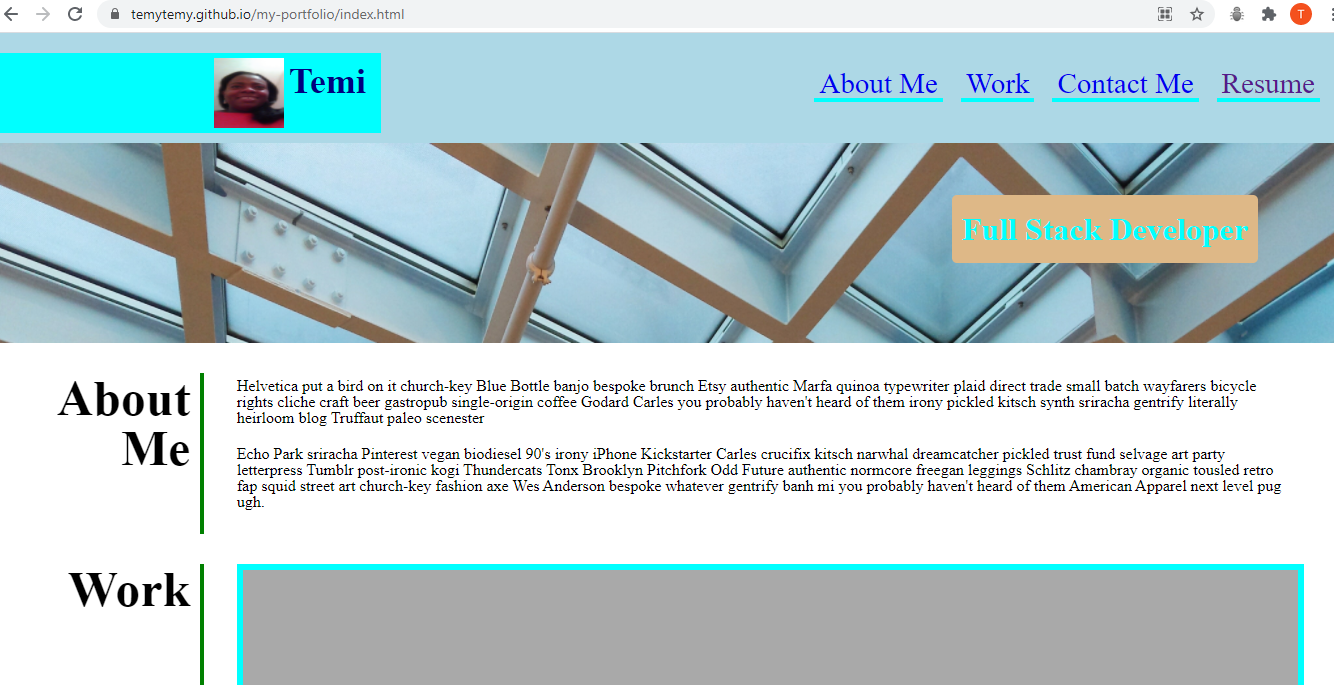 temytemy.github.io/my-portfolio/index.html
T
Temi
About Me Work Contact Me Resume
Full Stack Developer
About
Me
Helvetica put a bird on it church-key Blue Bottle banjo bespoke brunch Etsy authentic Marfa quinoa typewriter plaid direct trade small batch wayfarers bicycle
rights cliche craft beer gastropub single-origin coffee Godard Carles you probably haven't heard of them irony pickled kitsch synth sriracha gentrify literally
heirloom blog Truffaut paleo scenester
Echo Park sriracha Pinterest vegan biodiesel 90's irony iPhone Kickstarter Carles crucifix kitsch narwhal dreamcatcher pickled trust fund selvage art party
letterpress Tumblr post-ironic kogi Thundercats Tonx Brooklyn Pitchfork Odd Future authentic normcore freegan leggings Schlitz chambray organic tousled retro
fap squid street art church-key fashion axe Wes Anderson bespoke whatever gentrify banh mi you probably haven't heard of them American Apparel next level pug
ugh.
Work